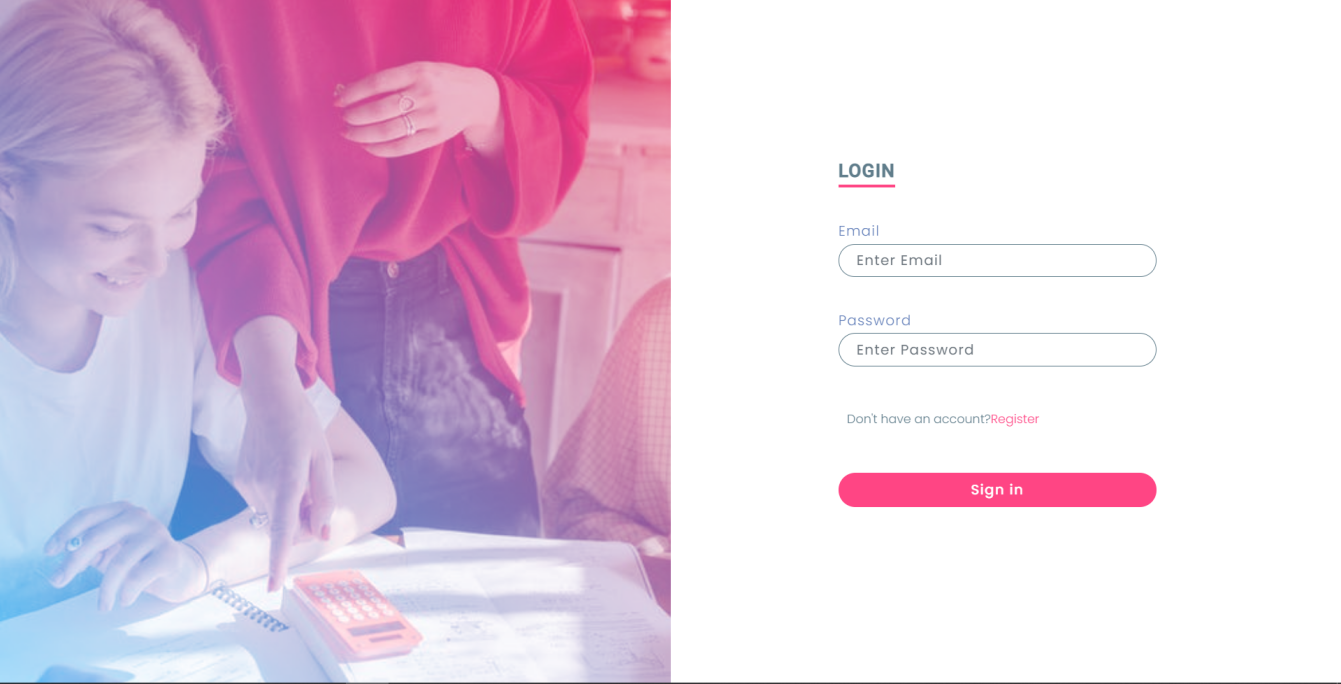 LOGIN
Email
Enter Email
Password
Enter Password
Don't have an account?Register
Sign in